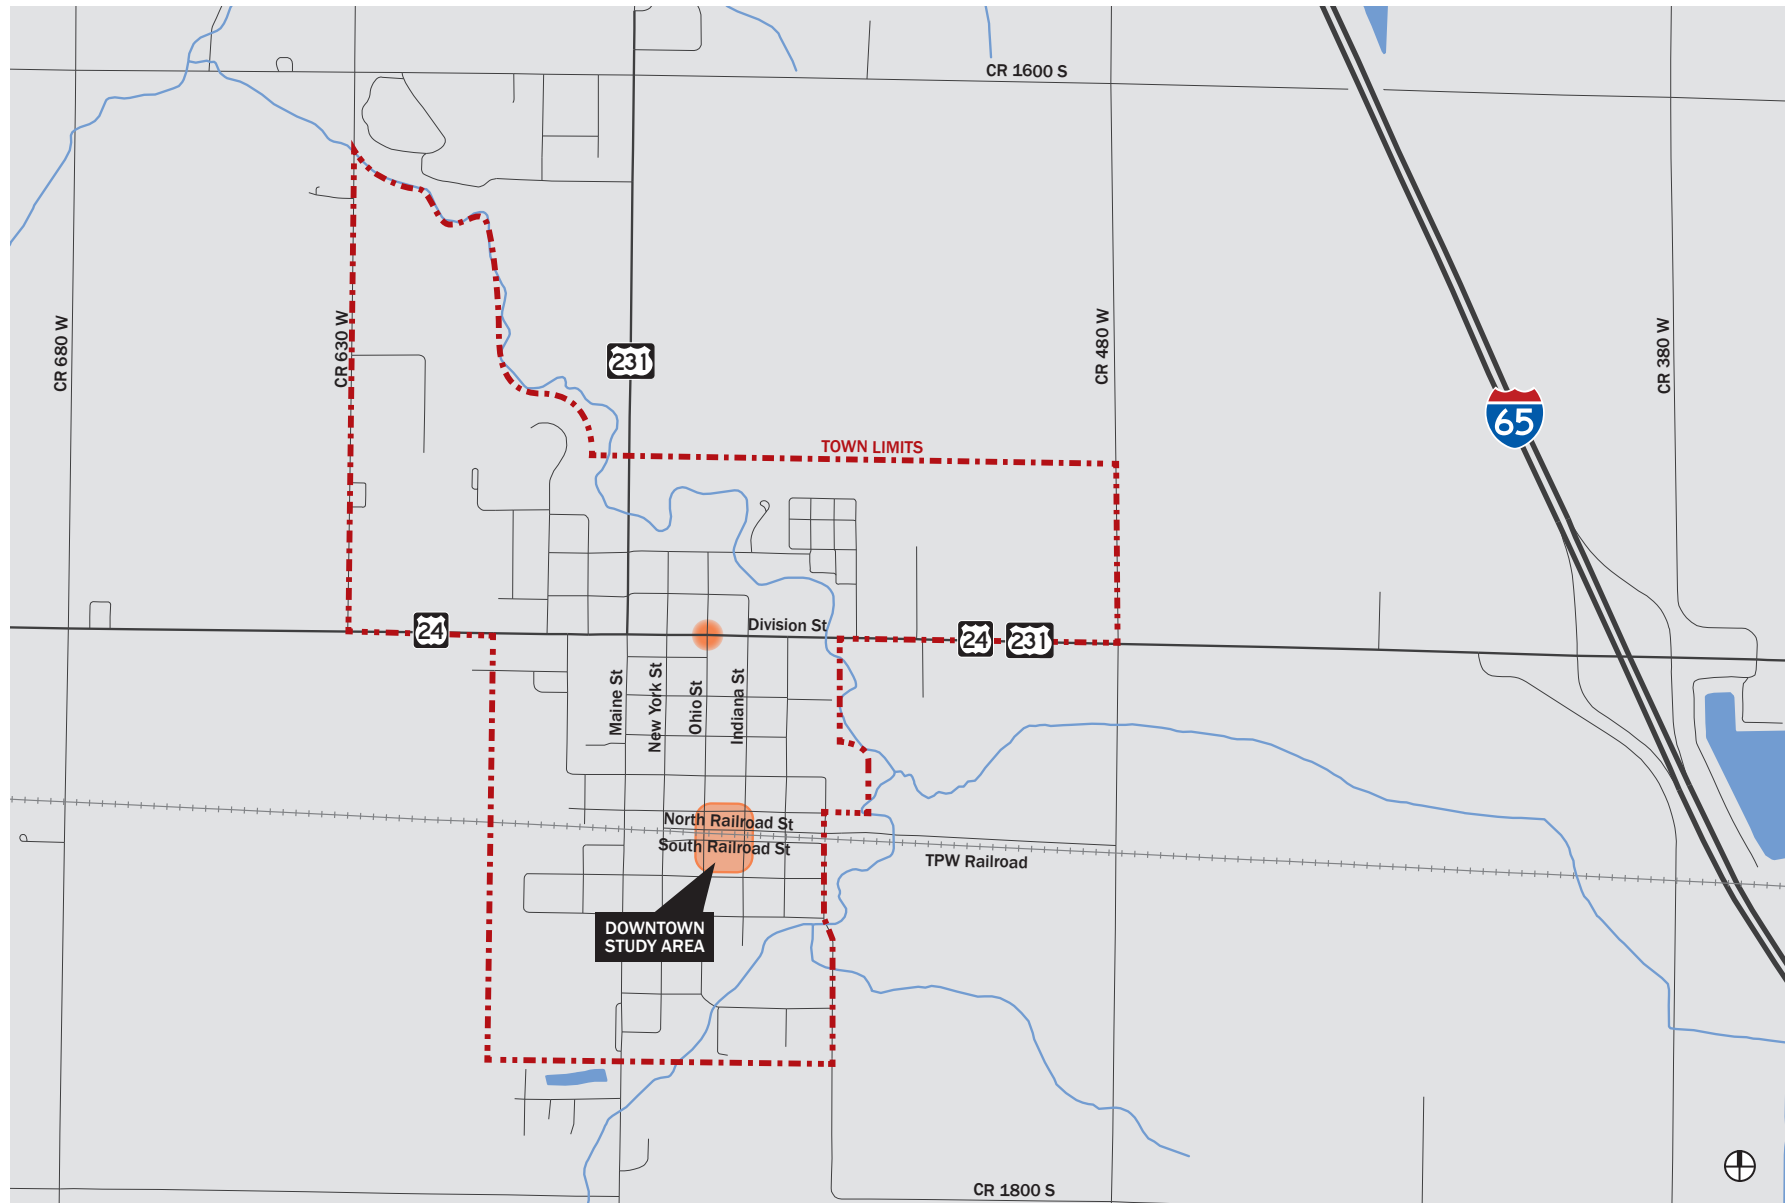 CR 1600 S
CR 680 W
CR 630 W
231
CR 480 W
CR 380 W
65
TOWN LIMITS
24
Division St
24
231
Maine St
New York St
Ohio St
Indiana St
North Railroad St
South Railroad St
TPW Railroad
DOWNTOWN
STUDY AREA
CR 1800 S